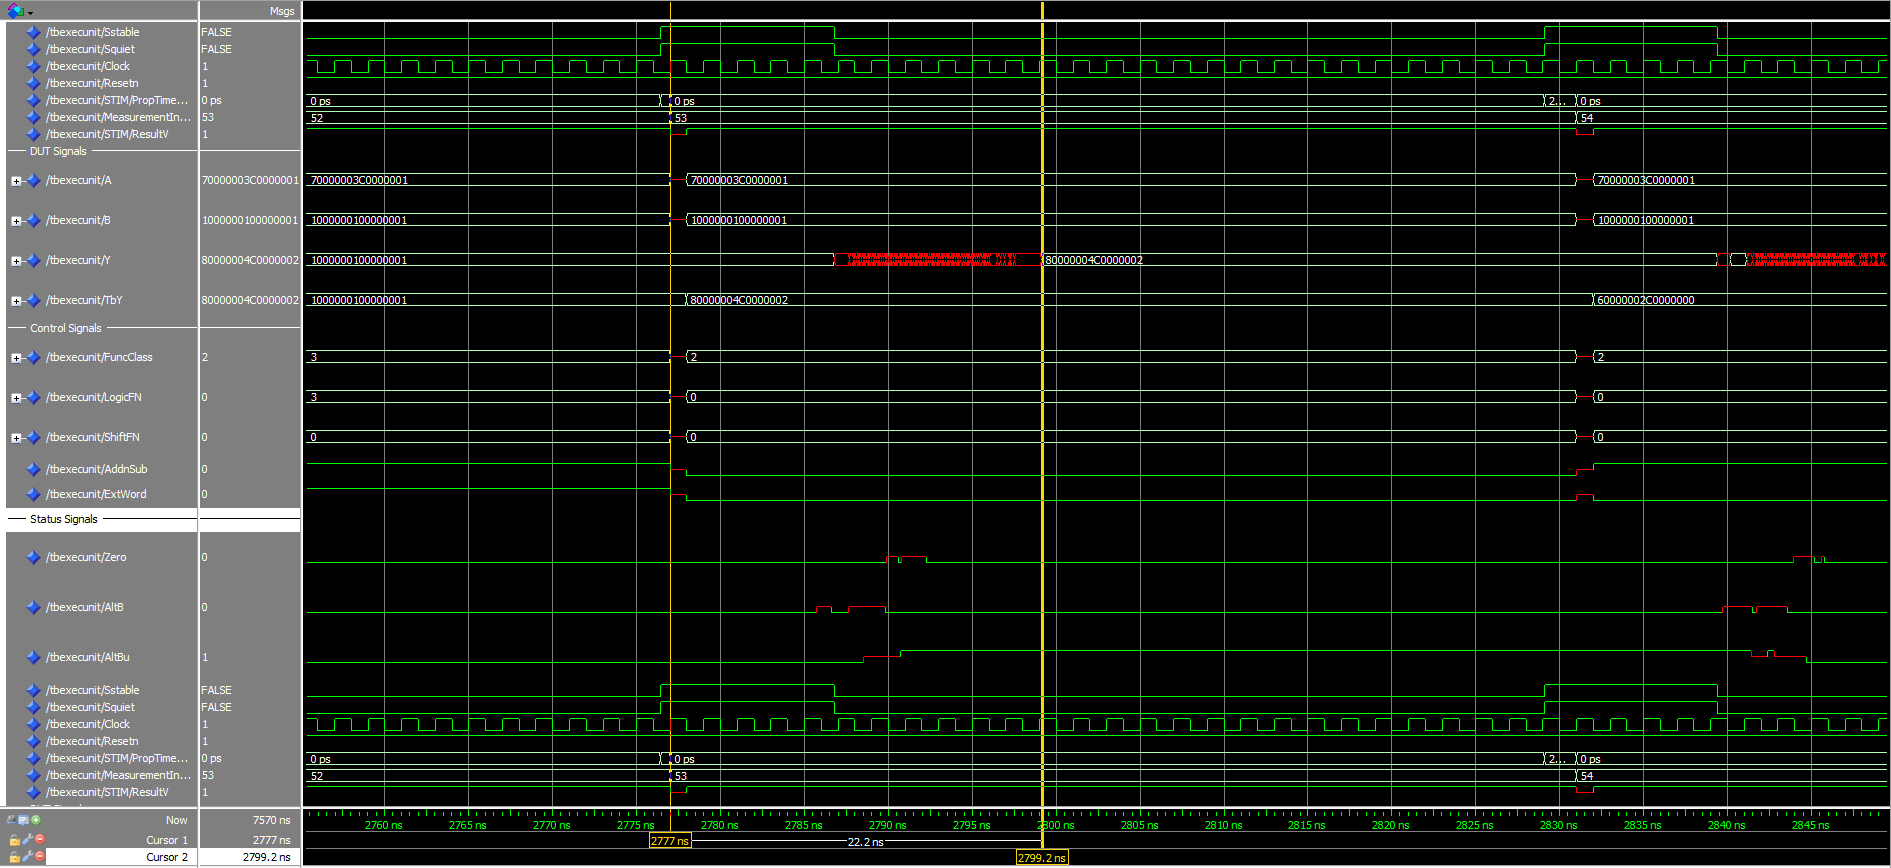 Msgs
/tbexecunit/Sstable FALSE
/tbexecunit/Squiet FALSE
/tbexecunit/Clock 1
/tbexecunit/Resetn 1
/tbexecunit/STIM/PropTime... 0 ps 0 ps 0 ps 2... 0 ps
/tbexecunit/MeasurementIn... 53 52 53 54
/tbexecunit/STIM/ResultV 1
DUT Signals
/tbexecunit/A 70000003C0000001 70000003C0000001 70000003C0000001 70000003C0000001
/tbexecunit/B 1000000100000001 1000000100000001 1000000100000001 1000000100000001
/tbexecunit/Y 80000004C0000002 1000000100000001 80000004C0000002
/tbexecunit/TbY 80000004C0000002 1000000100000001 80000004C0000002 60000002C0000000
Control Signals
/tbexecunit/FuncClass 2 3 2 2
/tbexecunit/LogicFN 0 3 0 0
/tbexecunit/ShiftFN 0 0 0 0
/tbexecunit/AddnSub 0
/tbexecunit/ExtWord 0
Status Signals
/tbexecunit/Zero 0
/tbexecunit/AltB 0
/tbexecunit/AltBu 1
/tbexecunit/Sstable FALSE
/tbexecunit/Squiet FALSE
/tbexecunit/Clock 1
/tbexecunit/Resetn 1
/tbexecunit/STIM/PropTime... 0 ps 0 ps 0 ps 2... 0 ps
/tbexecunit/MeasurementIn... 53 52 53 54
/tbexecunit/STIM/ResultV 1
Now 7570 ns 2760 ns 2765 ns 2770 ns 2775 ns 2780 ns 2785 ns 2790 ns 2795 ns 2800 ns 2805 ns 2810 ns 2815 ns 2820 ns 2825 ns 2830 ns 2835 ns 2840 ns 2845 ns
Cursor 1 2777 ns 2777 ns 22.2 ns
Cursor 2 2799.2 ns 2799.2 ns